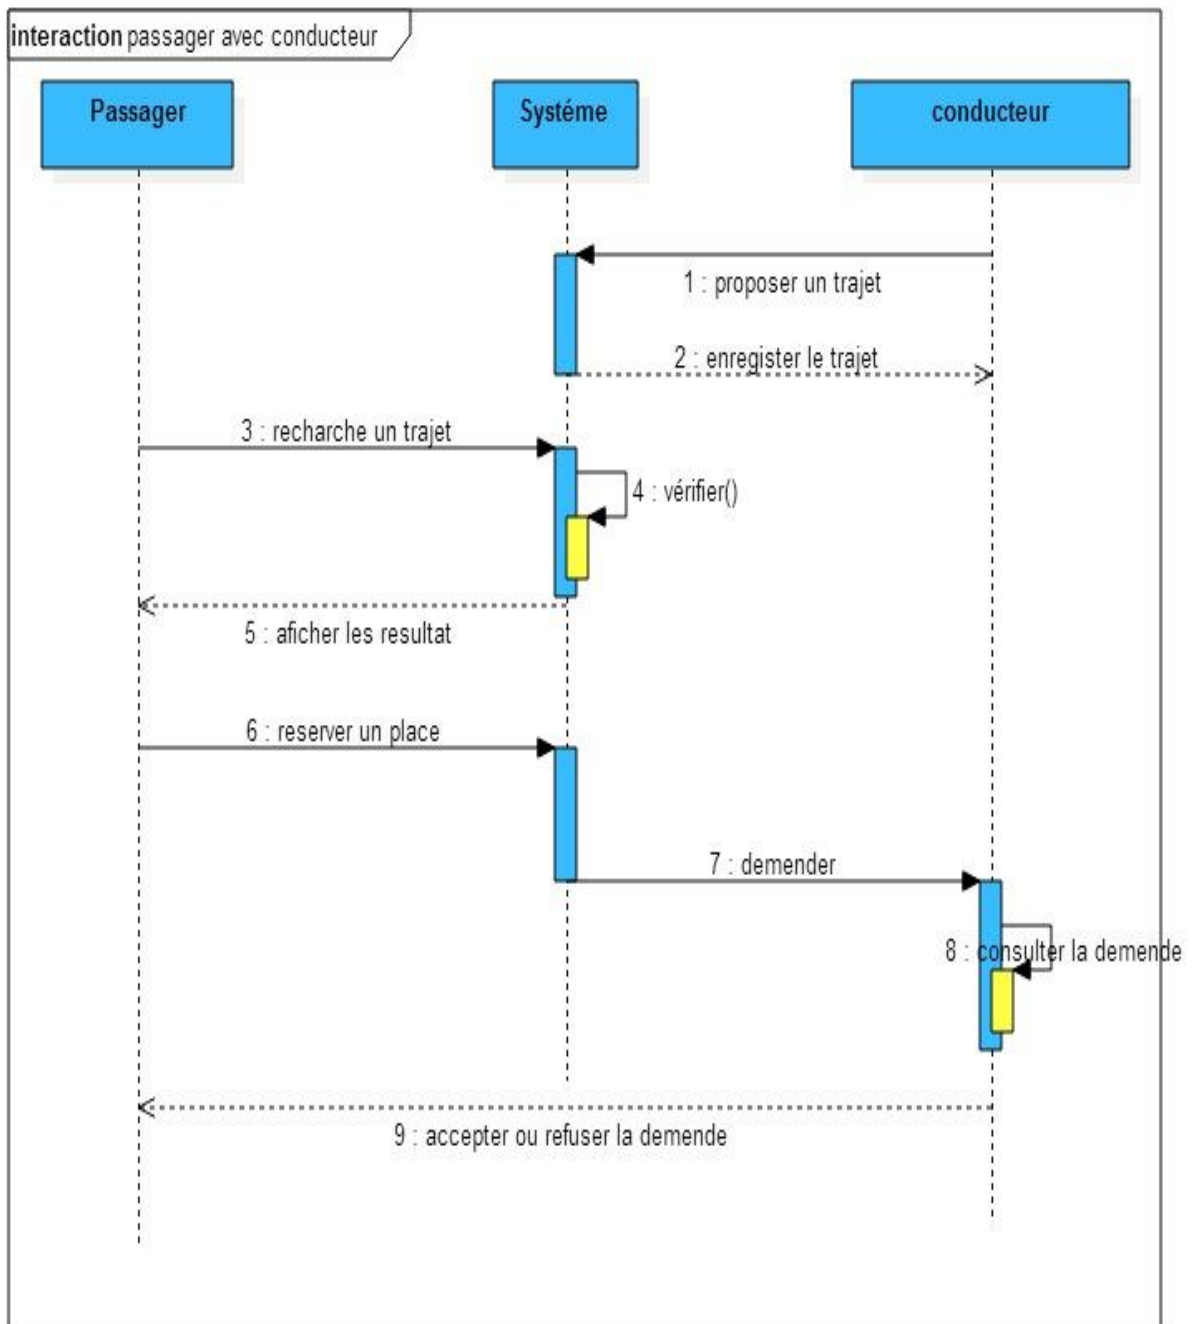 interaction passager avec conducteur
Passager
Systéme
conducteur
1 : proposer un trajet
2 : enregister le trajet
3 : recharche un trajet
4 : vérifier()
5 : aficher les resultat
6 : reserver un place
7 : demender
8 : consulter la demende
9 : accepter ou refuser la demende